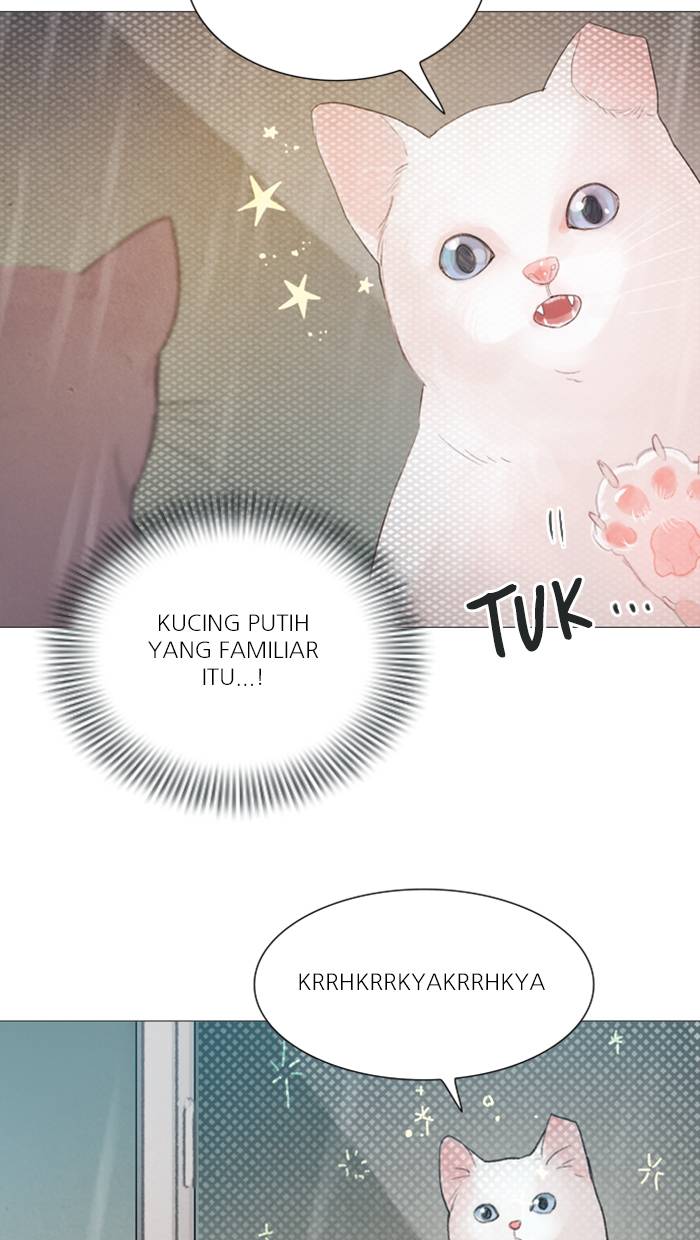 TUK...
KUCING PUTIH
YANG FAMILIAR
ITU...!
KRRHKRRKYAKRRHKYA